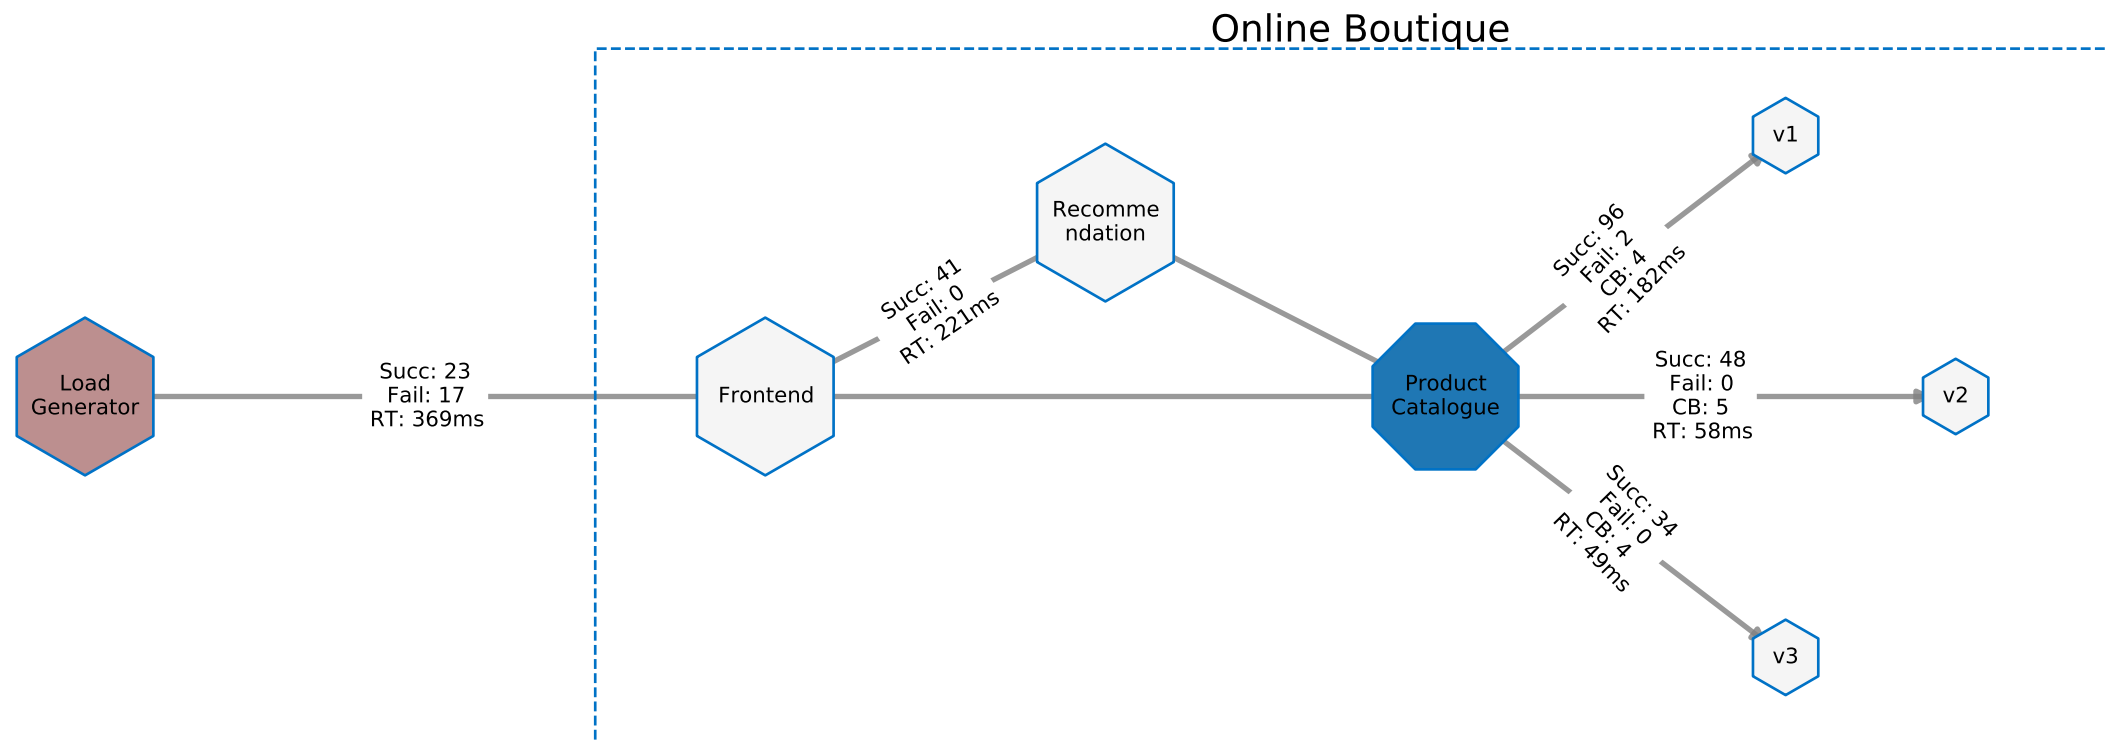 Online Boutique
Load
Generator
Succ: 23
Fail: 17
RT: 369ms
Frontend
Succ: 41
Fail: 0
RT: 221ms
Recomme
ndation
Product
Catalogue
Succ: 96
Fail: 2
CB: 4
RT: 182ms
v1
Succ: 48
Fail: 0
CB: 5
RT: 58ms
v2
Succ: 34
Fail: 0
CB: 4
RT: 49ms
v3